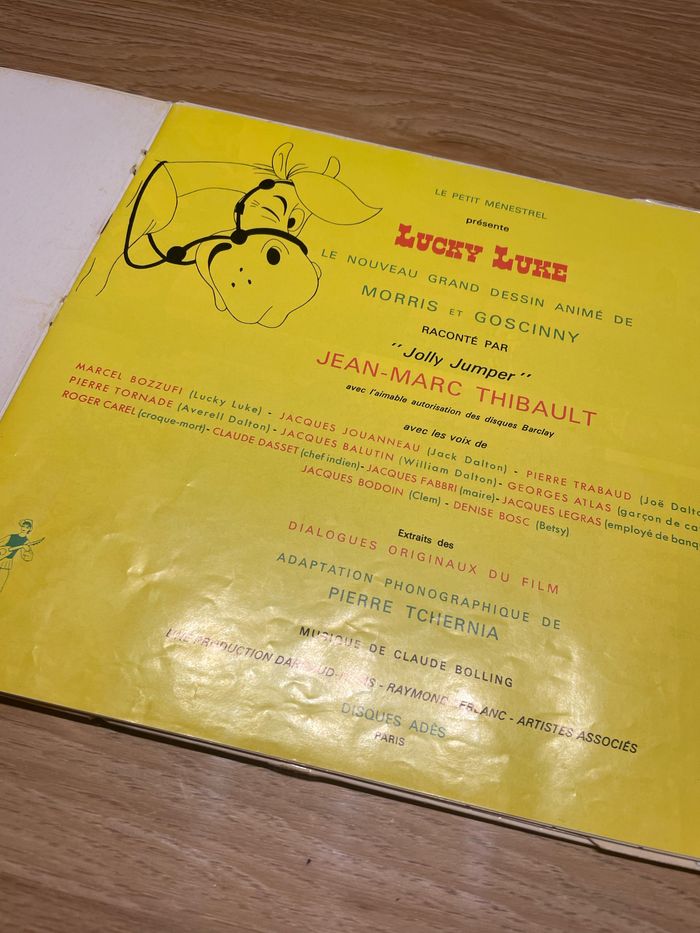 LE PETIT MÉNESTREL
présente
LUCKY LUKE
LE NOUVEAU GRAND DESSIN ANIMÉ DE
MORRIS ET GOSCINNY
RACONTÉ PAR
"Jolly Jumper"
JEAN-MARC THIBAULT
avec l'aimable autorisation des disques Barclay
avec les voix de
MARCEL BOZZUFI (Lucky Luke) - JACQUES JOUANNEAU (Jack Dalton) - PIERRE TRABAUD (Joë
PIERRE TORNADE (Averell Dalton) - JACQUES BALUTIN (William Dalton) - GEORGES ATLAS (garçon de
ROGER CAREL (croque-mort) - CLAUDE DASSET (chef indien) - JACQUES FABBRI (maire) - JACQUES LEGRAS (employé de
JACQUES BODOIN (Clem) - DENISE BOSC (Betsy)
Extraits des
DIALOGUES ORIGINAUX DU FILM
ADAPTATION PHONOGRAPHIQUE DE
PIERRE TCHERNIA
MUSIQUE DE CLAUDE BOLLING
UNE PRODUCTION - RAYMOND - ARTISTES ASSOCIÉS
DISQUES ADÈS
PARIS